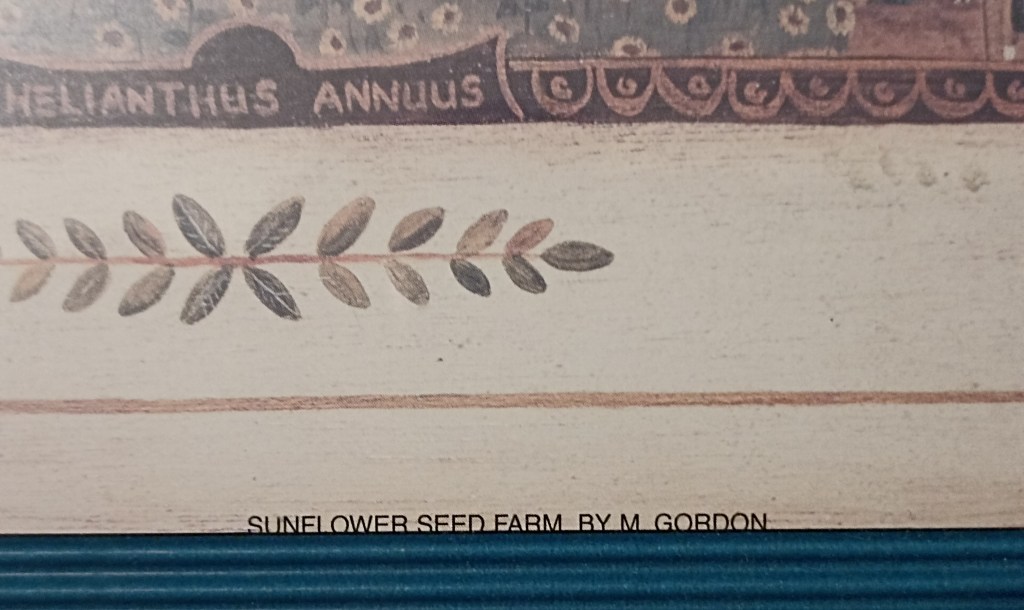 HELIANTHUS ANNUUS
SUNFLOWER SEED FARM BY M. GORDON